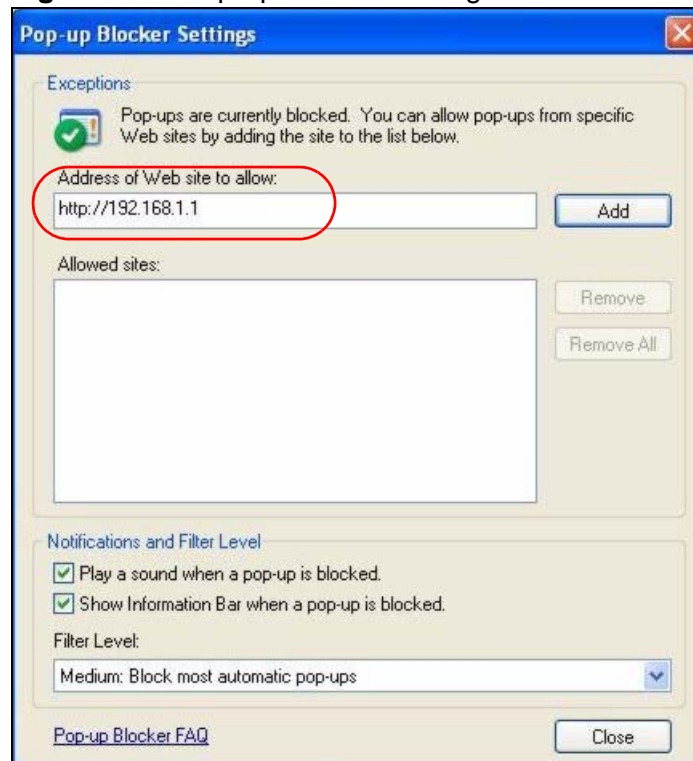 Pop-up Blocker Settings
Exceptions
Pop-ups are currently blocked. You can allow pop-ups from specific
Web sites by adding the site to the list below.
Address of Web site to allow:
http://192.168.1.1
Add
Allowed sites:
Remove
Remove All
Notifications and Filter Level
Play a sound when a pop-up is blocked.
Show Information Bar when a pop-up is blocked.
Filter Level:
Medium: Block most automatic pop-ups
Pop-up Blocker FAQ
Close